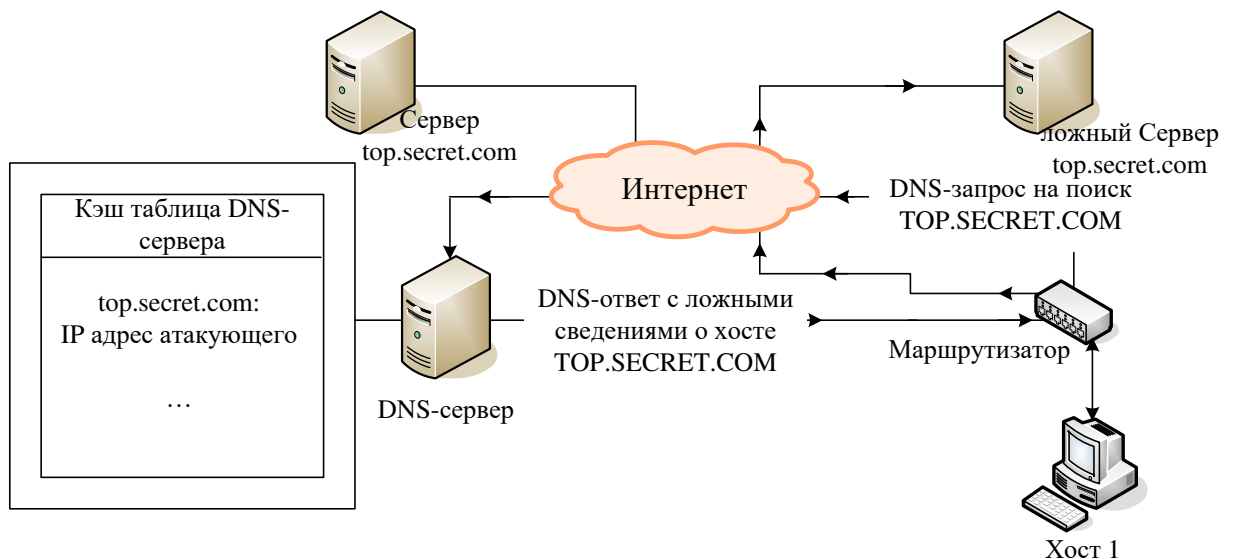 Сервер
top.secret.com
ложный Сервер
top.secret.com
Интернет
DNS-запрос на поиск
TOP.SECRET.COM
Кэш таблица DNS-
сервера
top.secret.com:
IP адрес атакующего
…
DNS-сервер
DNS-ответ с ложными
сведениями о хосте
TOP.SECRET.COM
Маршрутизатор
Хост 1